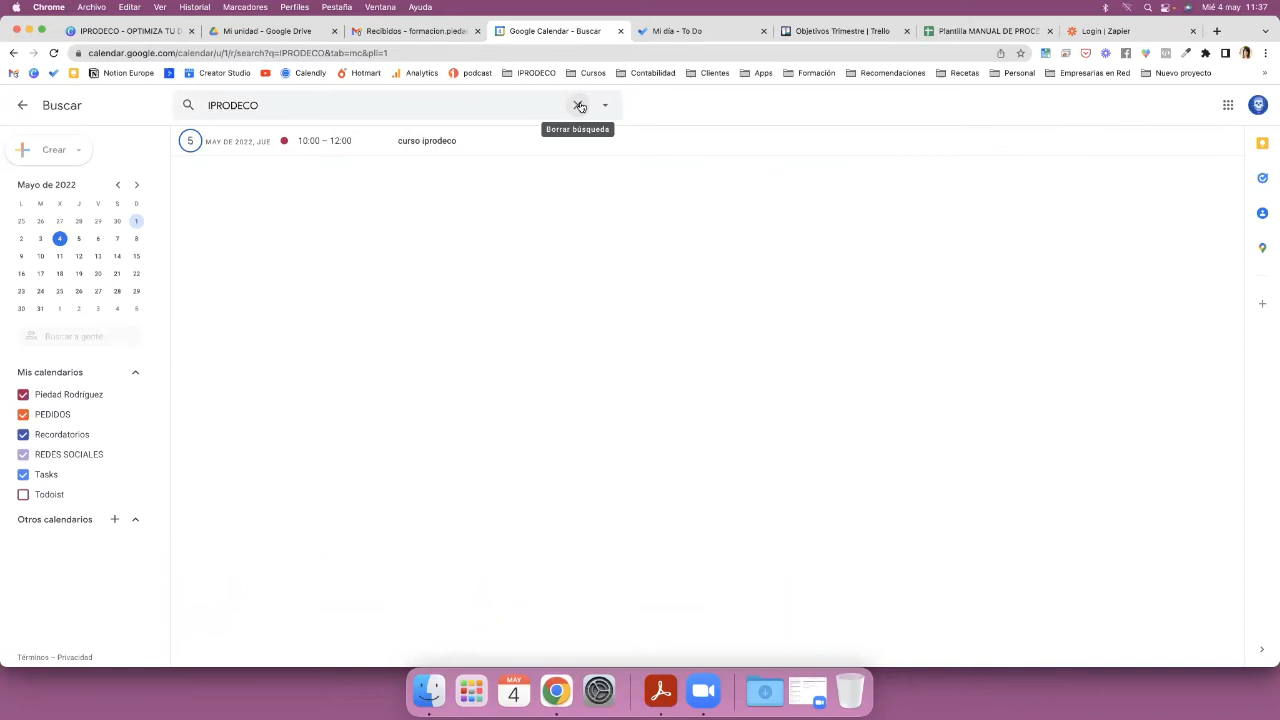 Chrome Archivo Editar Ver Historial Marcadores Perfiles Pestaña Ventana Ayuda Mié 4 may 11:37
IPRODECO - OPTIMIZA TU D Mi unidad - Google Drive Recibidos - formacion.piedad Google Calendar - Buscar Mi día - To Do Objetivos Trimestre | Trello Plantilla MANUAL DE PROCE Login | Zapier
calendar.google.com/calendar/u/1/r/search?q=IPRODECO&tab=mc&pli=1
Notion Europe Creator Studio Calendly Hotmart Analytics podcast IPRODECO Cursos Contabilidad Clientes Apps Formación Recomendaciones Recetas Personal Empresarias en Red Nuevo proyecto
Buscar IPRODECO
Borrar búsqueda
5 MAY DE 2022, JUE 10:00 – 12:00 curso iprodeco
Crear
Mayo de 2022
L M X J V S D
25 26 27 28 29 30 1
2 3 4 5 6 7 8
9 10 11 12 13 14 15
16 17 18 19 20 21 22
23 24 25 26 27 28 29
30 31 1 2 3 4 5
Buscar a gente
Mis calendarios
Piedad Rodríguez
PEDIDOS
Recordatorios
REDES SOCIALES
Tasks
Todoist
Otros calendarios
Términos – Privacidad
MAY
4